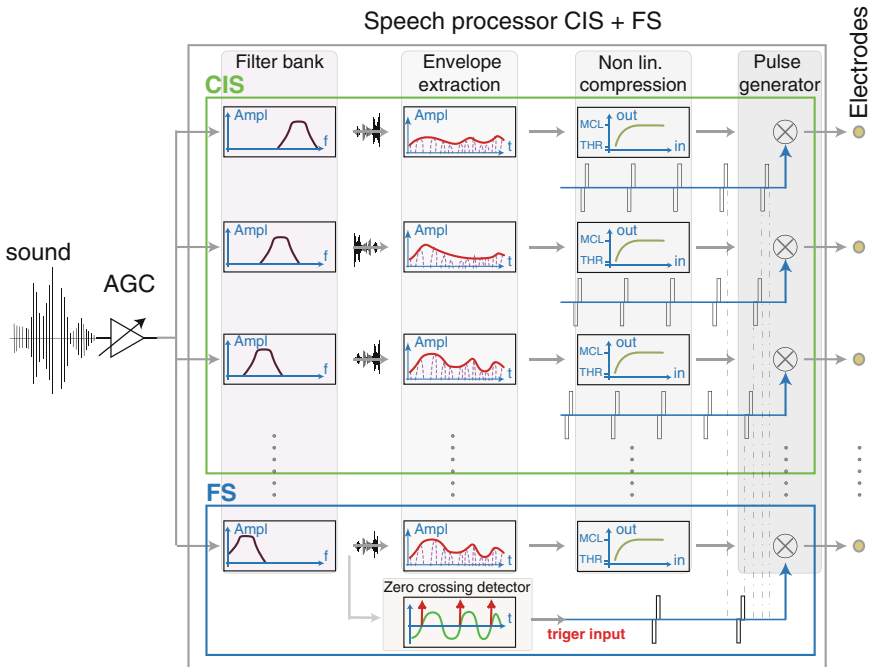 Speech processor CIS + FS
Electrodes
Filter bank
Envelope
extraction
Non lin.
compression
Pulse
generator
CIS
Ampl
f
Ampl
t
out
MCL
THR
in
Ampl
f
Ampl
t
out
MCL
THR
in
sound
AGC
Ampl
f
Ampl
t
out
MCL
THR
in
FS
Ampl
f
Ampl
t
out
MCL
THR
in
Zero crossing detector
t
triger input